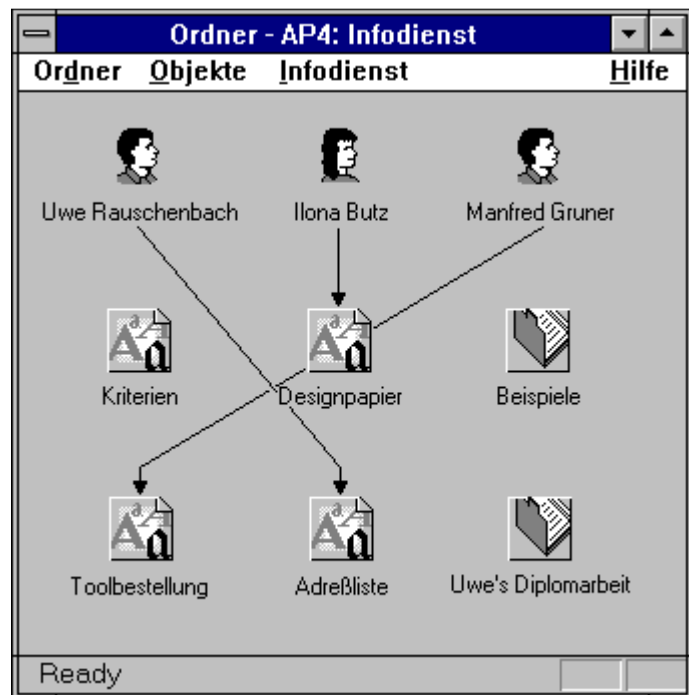 Ordner - AP4: Infodienst
Ordner Objekte Infodienst Hilfe
Uwe Rauschenbach Ilona Butz Manfred Gruner
Kriterien Designpapier Beispiele
Toolbestellung Adreßliste Uwe's Diplomarbeit
Ready